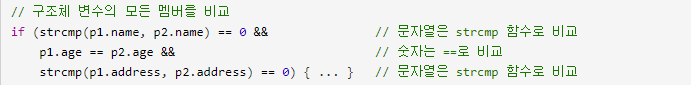 // 구조체 변수의 모든 멤버를 비교
if (strcmp(p1.name, p2.name) == 0 && // 문자열은 strcmp 함수로 비교
p1.age == p2.age && // 숫자는 ==로 비교
strcmp(p1.address, p2.address) == 0) { ... } // 문자열은 strcmp 함수로 비교